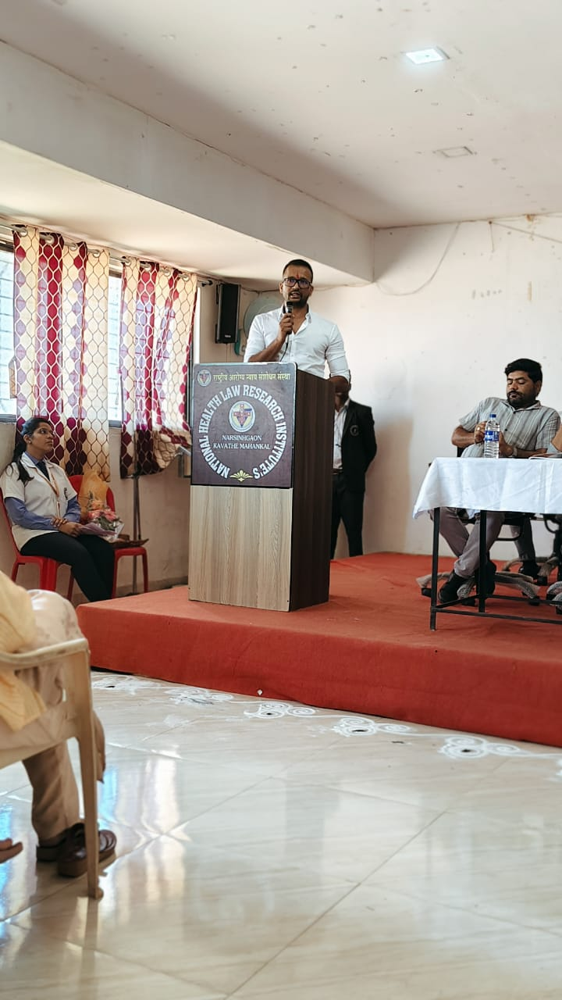 राष्ट्रीय आरोग्य न्याय संशोधन संस्था
NATIONAL HEALTH LAW RESEARCH INSTITUTE'S
NARSINHGAON
KAVATHE MAHANKAL